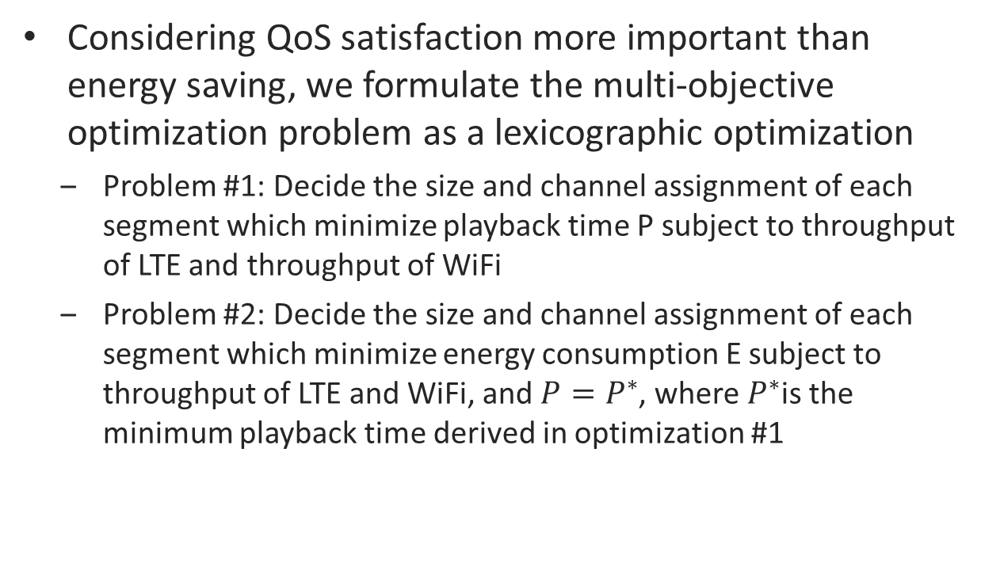 • Considering QoS satisfaction more important than
energy saving, we formulate the multi-objective
optimization problem as a lexicographic optimization
– Problem #1: Decide the size and channel assignment of each
segment which minimize playback time P subject to throughput
of LTE and throughput of WiFi
– Problem #2: Decide the size and channel assignment of each
segment which minimize energy consumption E subject to
throughput of LTE and WiFi, and 𝑃 = 𝑃*, where 𝑃*is the
minimum playback time derived in optimization #1